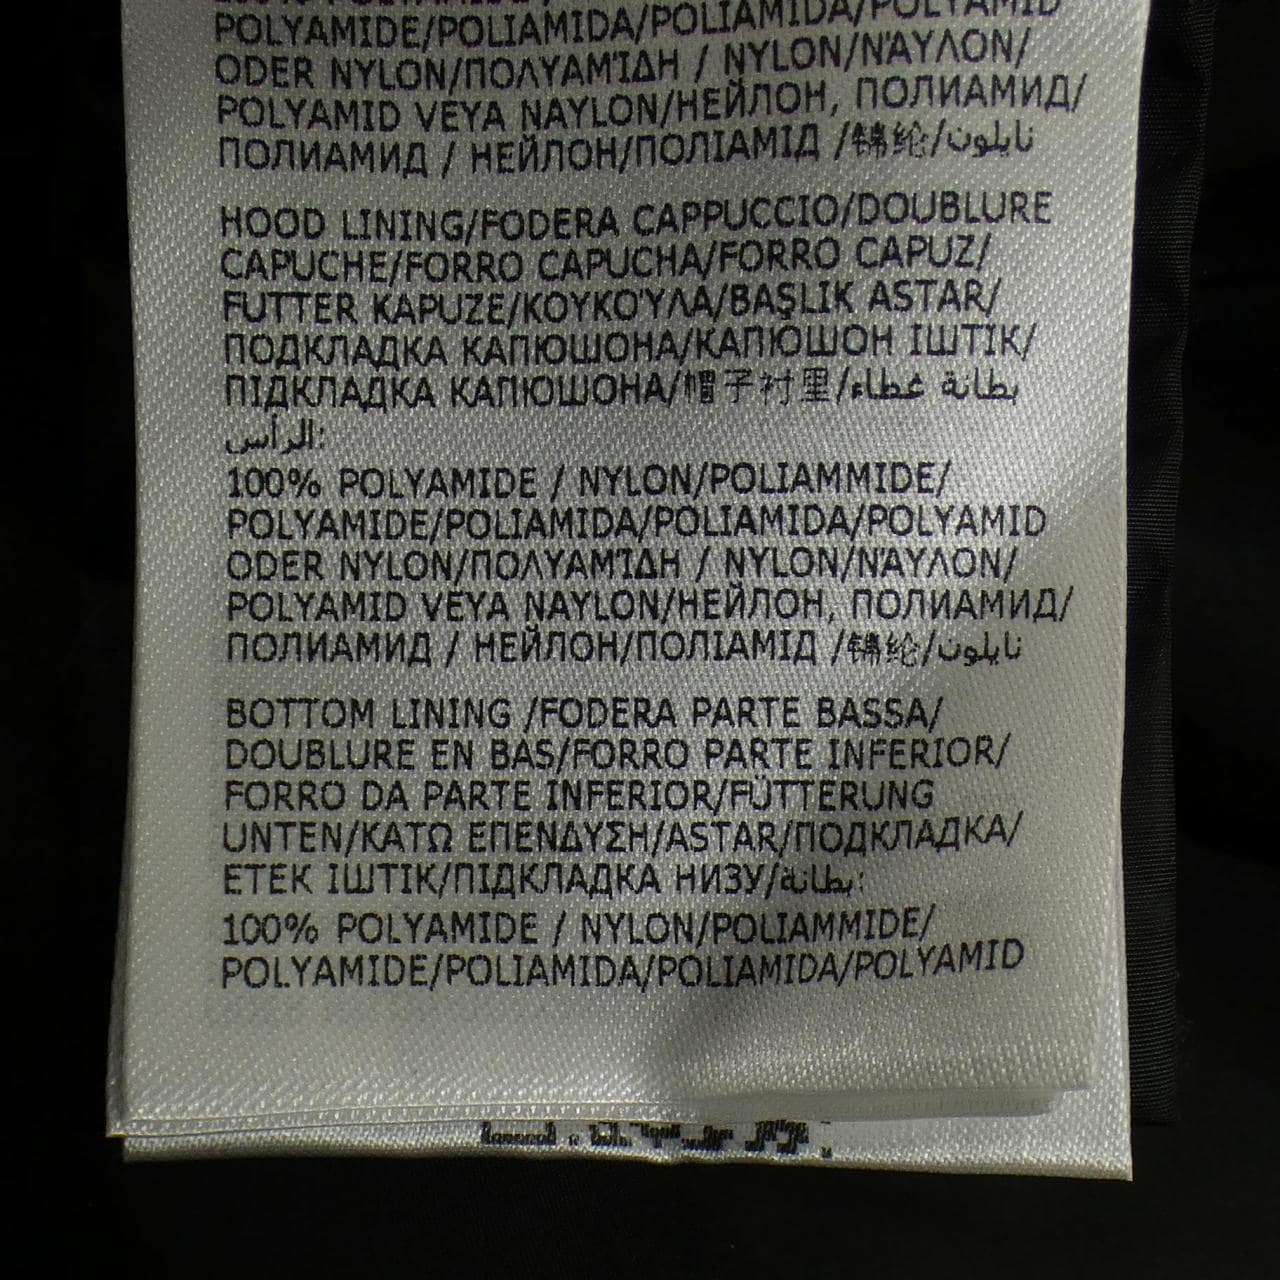 POLYAMIDE/POLIAMIDA/POLIAMIDA/POLYAMID
ODER NYLON/ΠΟΛΥΑΜΊΔΗ / NYLON/ΝΆΥΛΟΝ/
POLYAMID VEYA NAYLON/НЕЙЛОН, ПОЛИАМИД/
ПОЛИАМИД / НЕЙЛОН/ПОЛІАМІД /锦纶/نايلون
HOOD LINING/FODERA CAPPUCCIO/DOUBLURE
CAPUCHE/FORRO CAPUCHA/FORRO CAPUZ/
FUTTER KAPUZE/ΚΟΥΚΟΎΛΑ/BAŞLIK ASTAR/
ПОДКЛАДКА КАПЮШОНА/КАПЮШОН ІШТІК/
ПІДКЛАДКА КАПЮШОНА/帽子衬里/بطانة غطاء
الرأس:
100% POLYAMIDE / NYLON/POLIAMMIDE/
POLYAMIDE/POLIAMIDA/POLIAMIDA/POLYAMID
ODER NYLON/ΠΟΛΥΑΜΊΔΗ / NYLON/ΝΆΥΛΟΝ/
POLYAMID VEYA NAYLON/НЕЙЛОН, ПОЛИАМИД/
ПОЛИАМИД / НЕЙЛОН/ПОЛІАМІД /锦纶/نايلون
BOTTOM LINING /FODERA PARTE BASSA/
DOUBLURE EN BAS/FORRO PARTE INFERIOR/
FORRO DA PARTE INFERIOR/FÜTTERUNG
UNTEN/ΚΑΤΩ ΕΠΕΝΔΥΣΗ/ASTAR/ПОДКЛАДКА/
ЕТЕК ІШТІК/ПІДКЛАДКА НИЗУ/بطانة:
100% POLYAMIDE / NYLON/POLIAMMIDE/
POLYAMIDE/POLIAMIDA/POLIAMIDA/POLYAMID